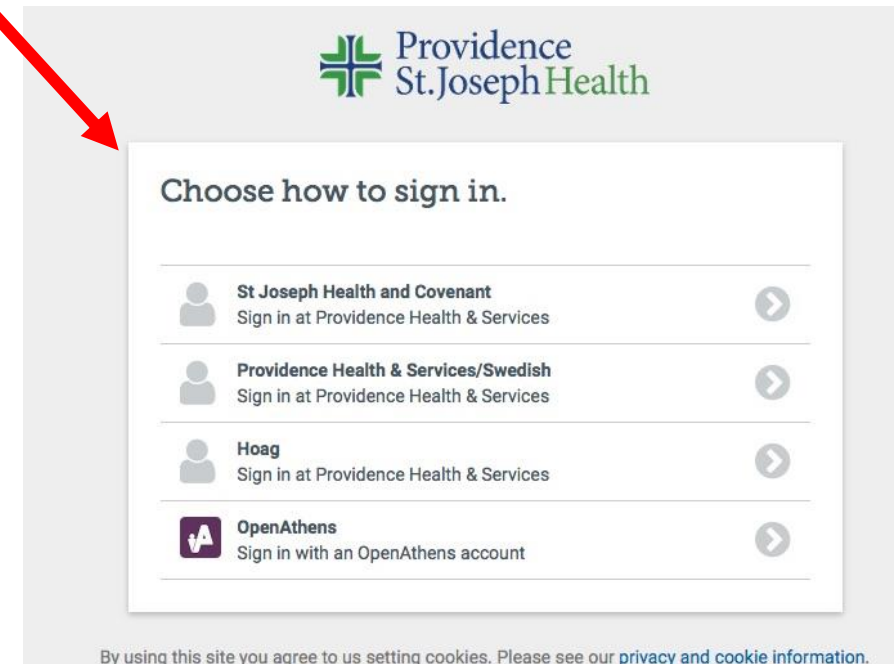 Providence
St.Joseph Health
Choose how to sign in.
St Joseph Health and Covenant
Sign in at Providence Health & Services
Providence Health & Services/Swedish
Sign in at Providence Health & Services
Hoag
Sign in at Providence Health & Services
OpenAthens
Sign in with an OpenAthens account
By using this site you agree to us setting cookies. Please see our privacy and cookie information.